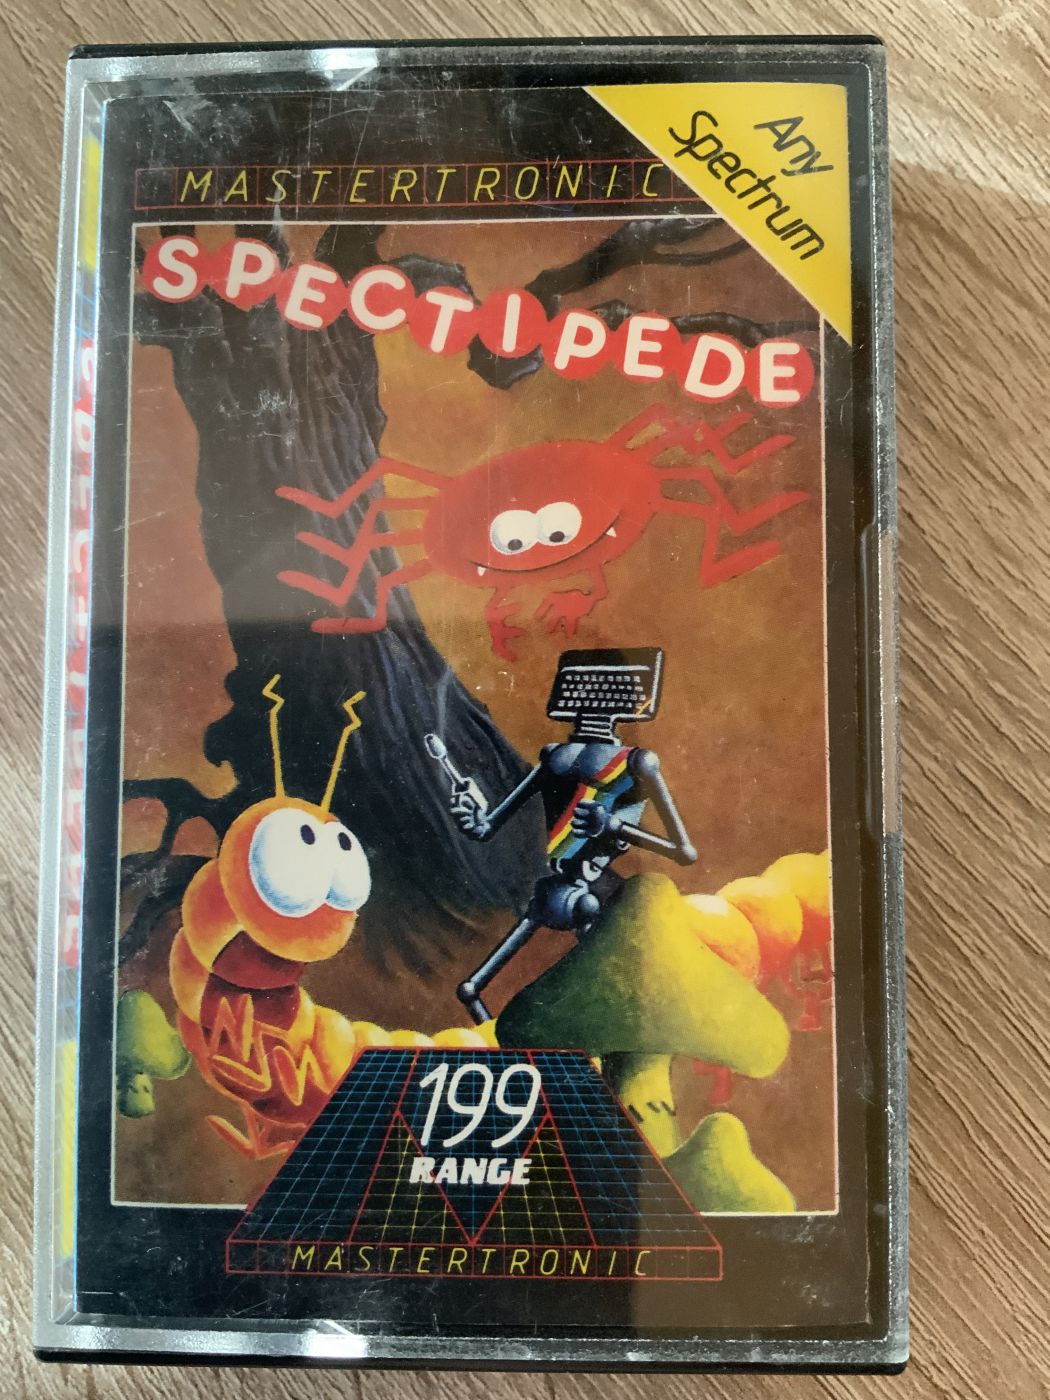 Any
Spectrum
MASTERTRONIC
SPECTIPEDE
199
RANGE
MASTERTRONIC